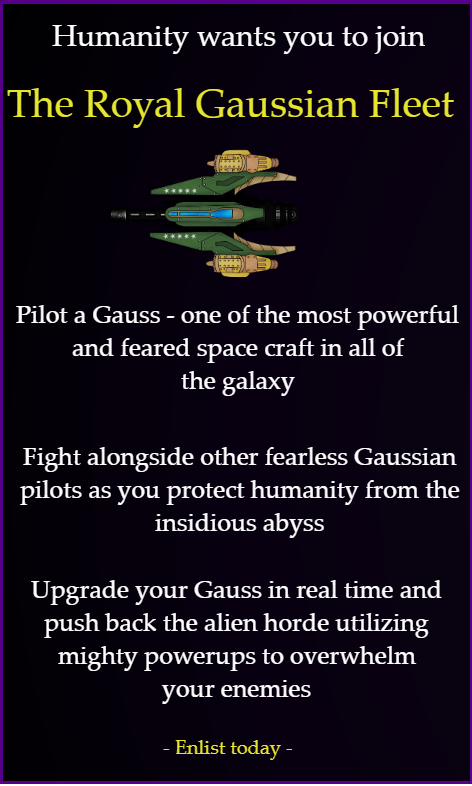 Humanity wants you to join
The Royal Gaussian Fleet
Pilot a Gauss - one of the most powerful
and feared space craft in all of
the galaxy
Fight alongside other fearless Gaussian
pilots as you protect humanity from the
insidious abyss
Upgrade your Gauss in real time and
push back the alien horde utilizing
mighty powerups to overwhelm
your enemies
- Enlist today -